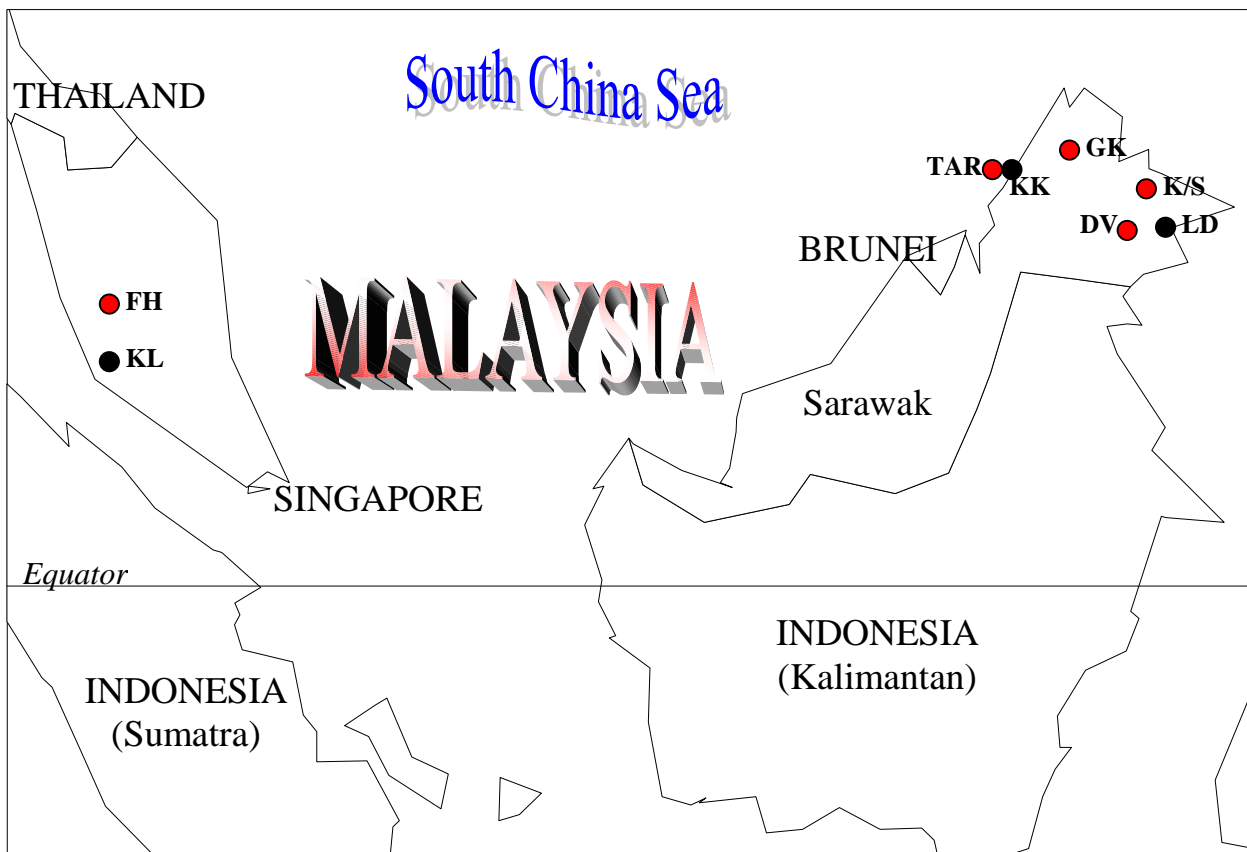 South China Sea
THAILAND
GK
TAR
KK
K/S
DV
LD
BRUNEI
FH
MALAYSIA
KL
Sarawak
SINGAPORE
Equator
INDONESIA
(Kalimantan)
INDONESIA
(Sumatra)